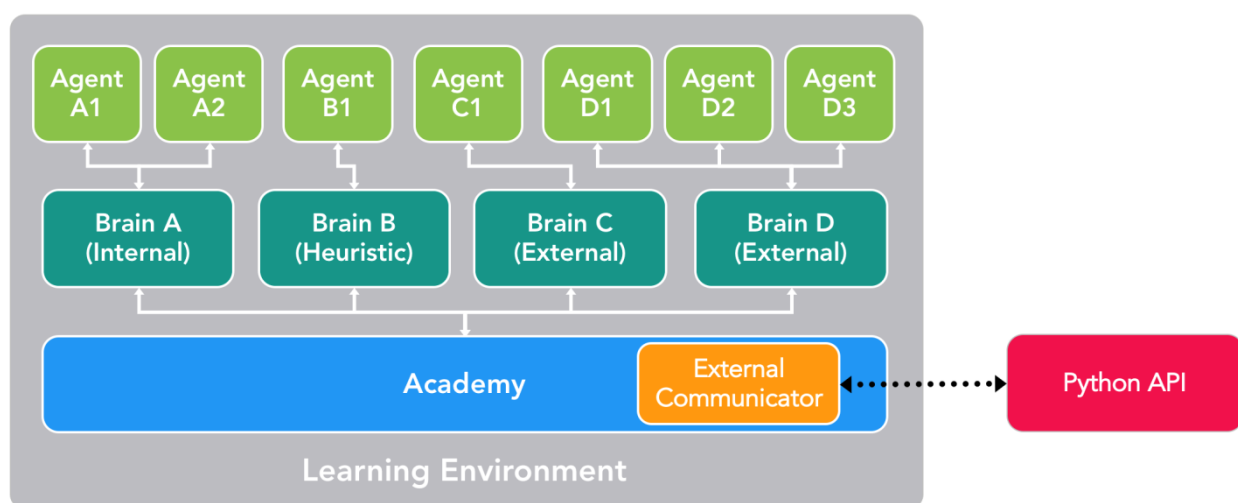 Agent
A1
Agent
A2
Agent
B1
Agent
C1
Agent
D1
Agent
D2
Agent
D3
Brain A
(Internal)
Brain B
(Heuristic)
Brain C
(External)
Brain D
(External)
Academy
External
Communicator
Python API
Learning Environment